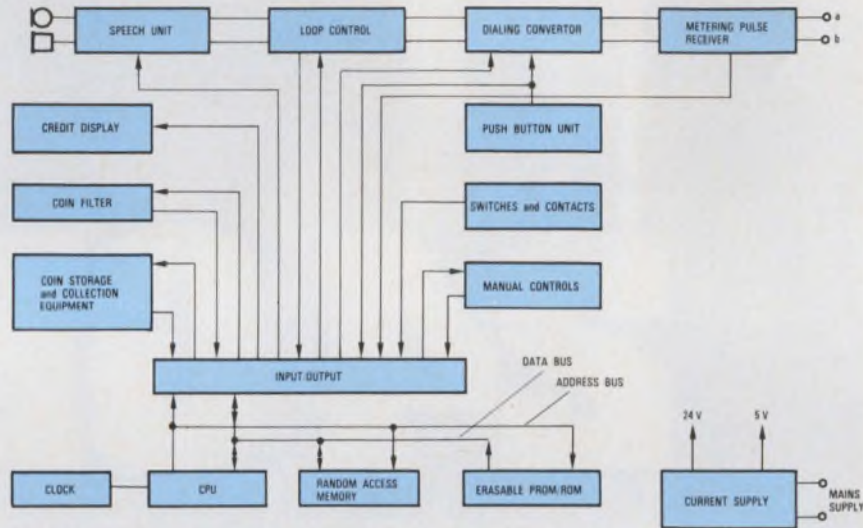 SPEECH UNIT
LOOP CONTROL
DIALING CONVERTOR
METERING PULSE
RECEIVER
a
b
CREDIT DISPLAY
PUSH BUTTON UNIT
COIN FILTER
SWITCHES and CONTACTS
COIN STORAGE
and COLLECTION
EQUIPMENT
MANUAL CONTROLS
INPUT/OUTPUT
DATA BUS
ADDRESS BUS
24 V
5 V
CLOCK
CPU
RANDOM ACCESS
MEMORY
ERASABLE PROM/ROM
CURRENT SUPPLY
MAINS
SUPPLY